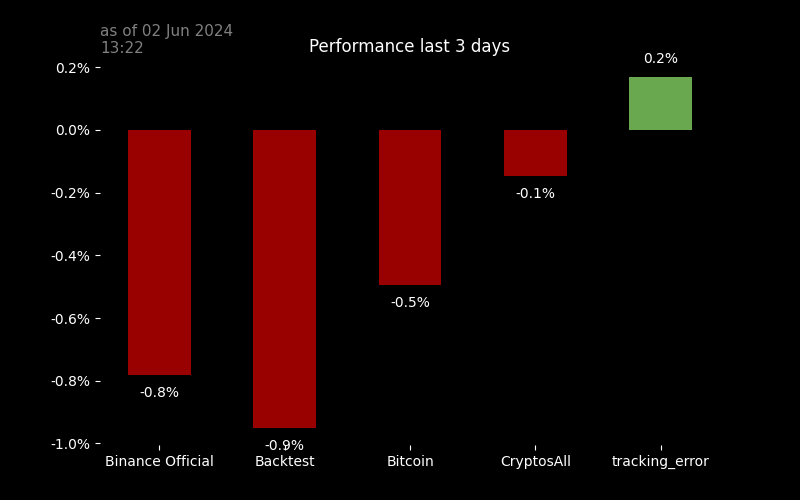 as of 02 Jun 2024
13:22
Performance last 3 days
0.2%
0.2%
0.0%
-0.2%
-0.1%
-0.4%
-0.5%
-0.6%
-0.8%
-0.8%
-1.0%
-0.9%
Binance Official
Backtest
Bitcoin
CryptosAll
tracking_error